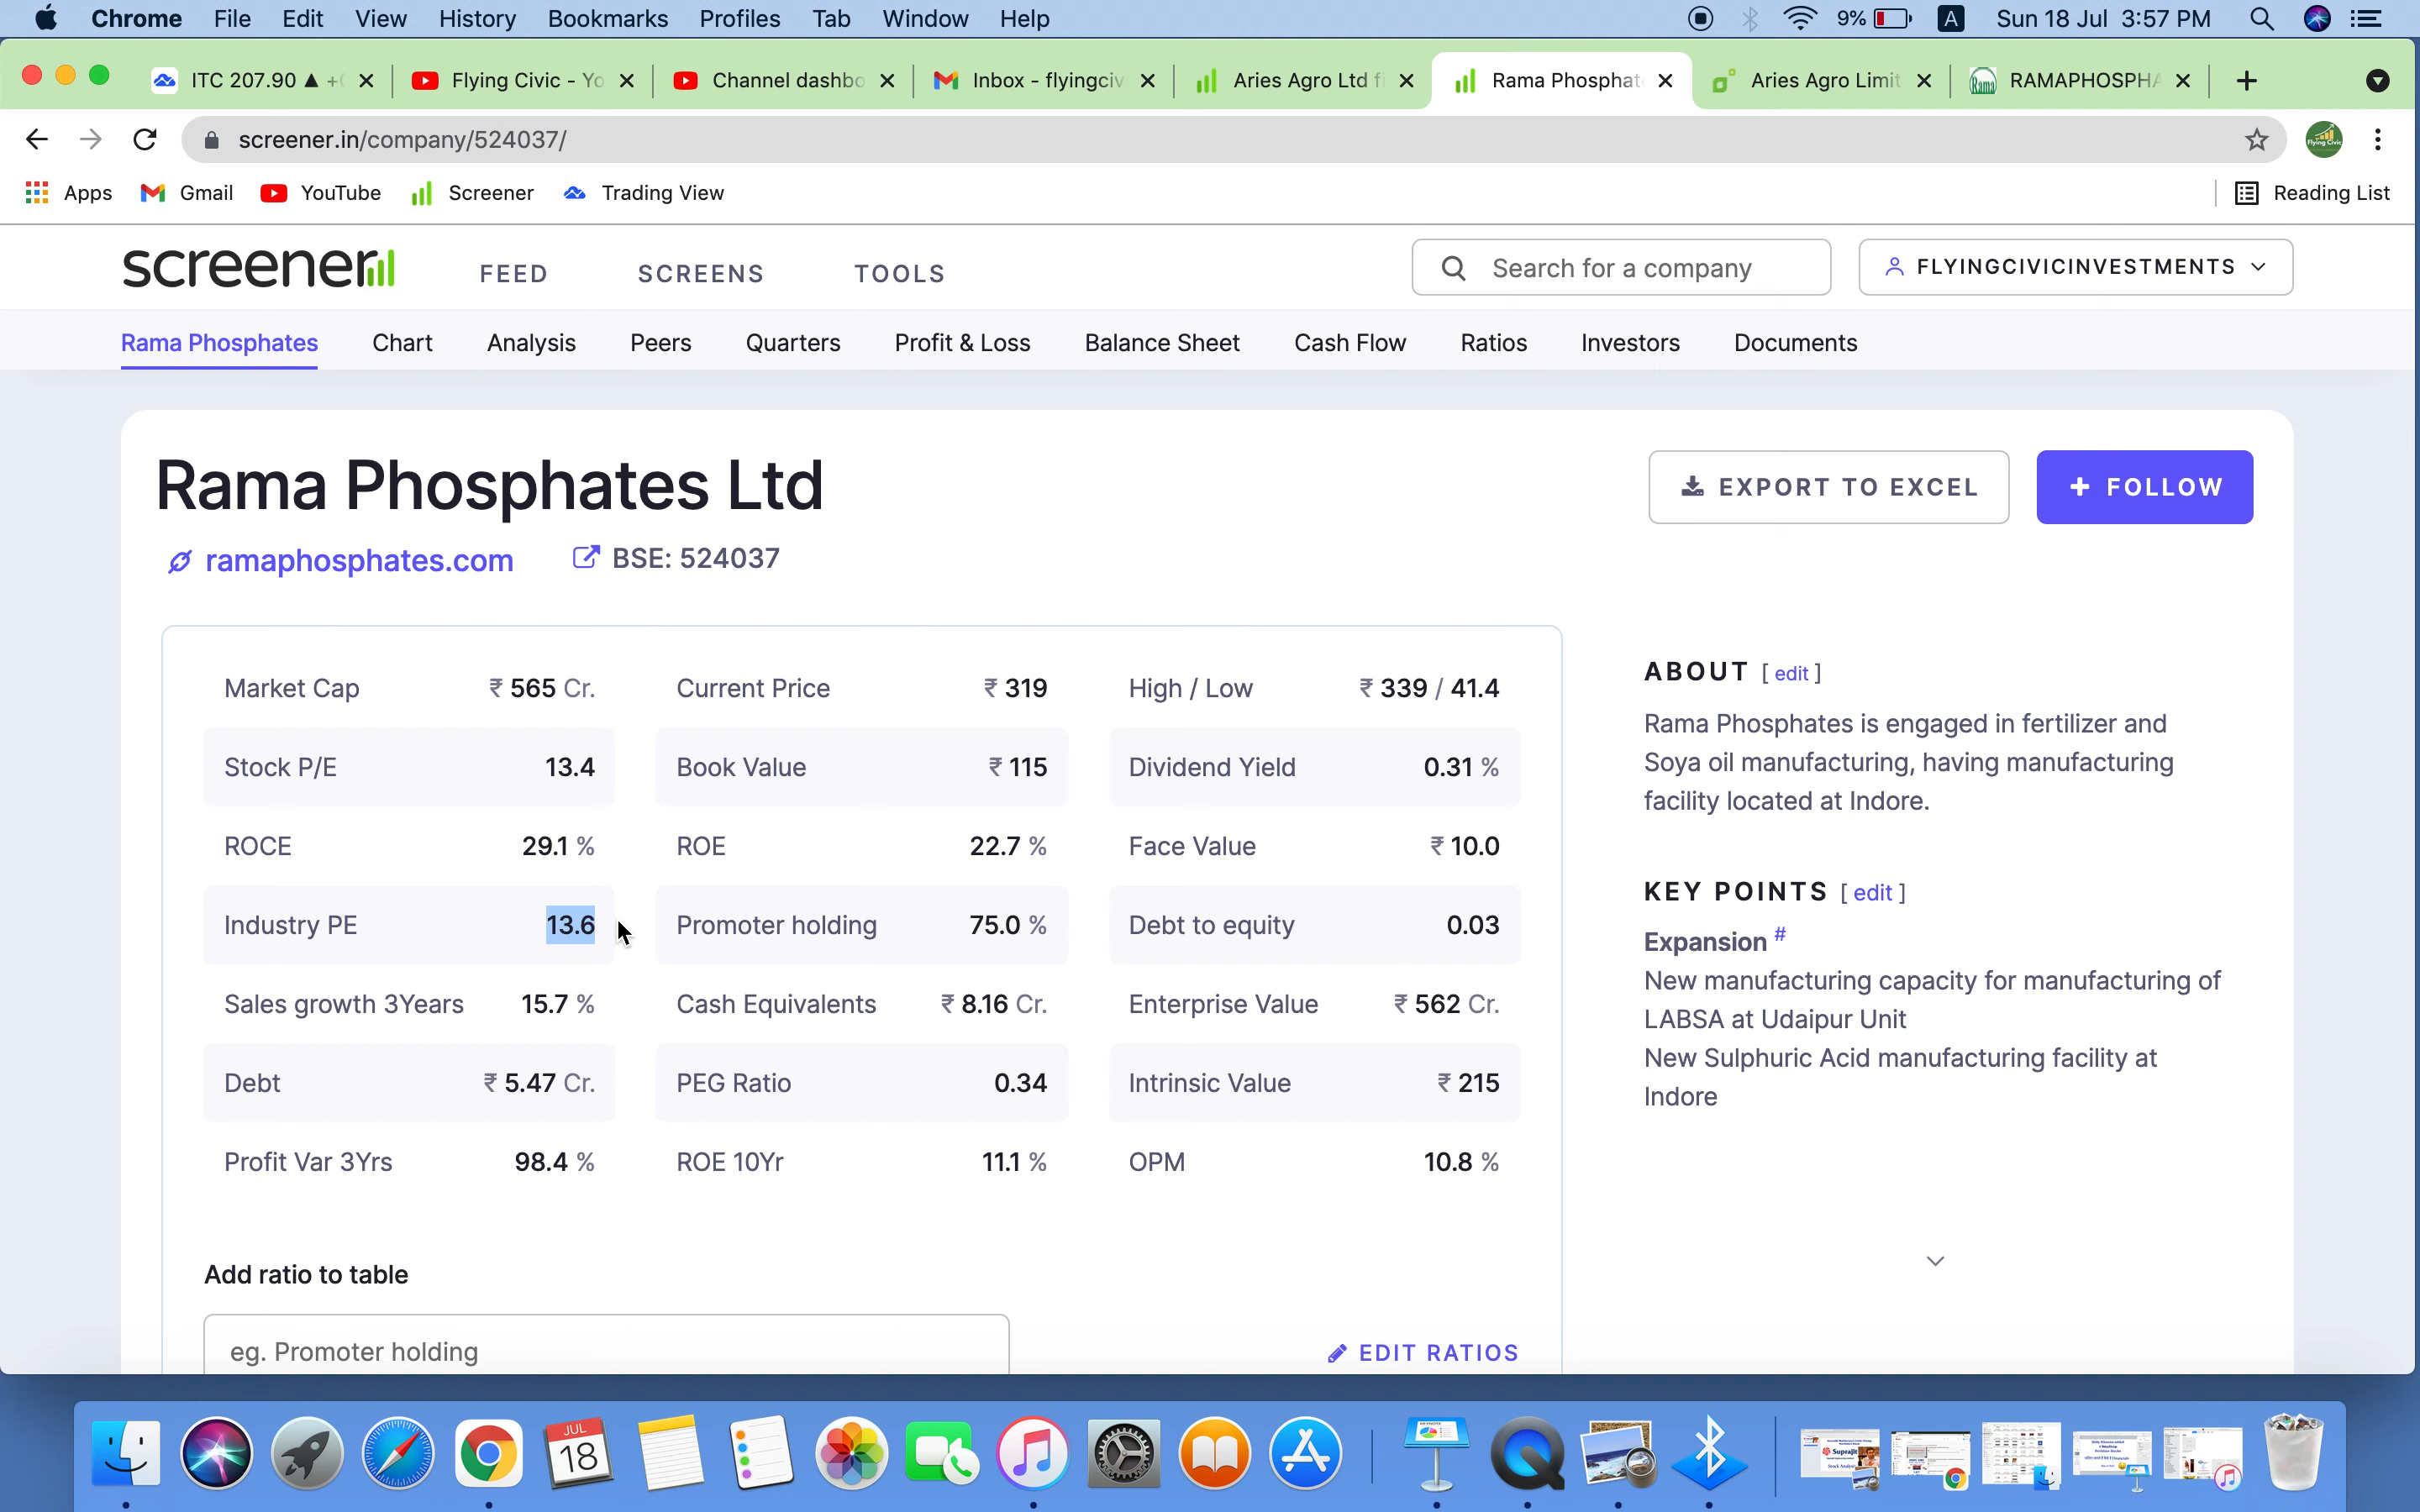 Chrome File Edit View History Bookmarks Profiles Tab Window Help 9% A Sun 18 Jul 3:57 PM
ITC 207.90 ▲ +( Flying Civic - Yo Channel dashbo Inbox - flyingciv Aries Agro Ltd fi Rama Phosphat Aries Agro Limit RAMAPHOSPHA
screener.in/company/524037/
Apps Gmail YouTube Screener Trading View Reading List
screener FEED SCREENS TOOLS Search for a company FLYINGCIVICINVESTMENTS
Rama Phosphates Chart Analysis Peers Quarters Profit & Loss Balance Sheet Cash Flow Ratios Investors Documents
Rama Phosphates Ltd EXPORT TO EXCEL + FOLLOW
ramaphosphates.com BSE: 524037
Market Cap ₹ 565 Cr. Current Price ₹ 319 High / Low ₹ 339 / 41.4
Stock P/E 13.4 Book Value ₹ 115 Dividend Yield 0.31 %
ROCE 29.1 % ROE 22.7 % Face Value ₹ 10.0
Industry PE 13.6 Promoter holding 75.0 % Debt to equity 0.03
Sales growth 3Years 15.7 % Cash Equivalents ₹ 8.16 Cr. Enterprise Value ₹ 562 Cr.
Debt ₹ 5.47 Cr. PEG Ratio 0.34 Intrinsic Value ₹ 215
Profit Var 3Yrs 98.4 % ROE 10Yr 11.1 % OPM 10.8 %
Add ratio to table
eg. Promoter holding EDIT RATIOS
ABOUT [ edit ]
Rama Phosphates is engaged in fertilizer and
Soya oil manufacturing, having manufacturing
facility located at Indore.
KEY POINTS [ edit ]
Expansion #
New manufacturing capacity for manufacturing of
LABSA at Udaipur Unit
New Sulphuric Acid manufacturing facility at
Indore
JUL
18